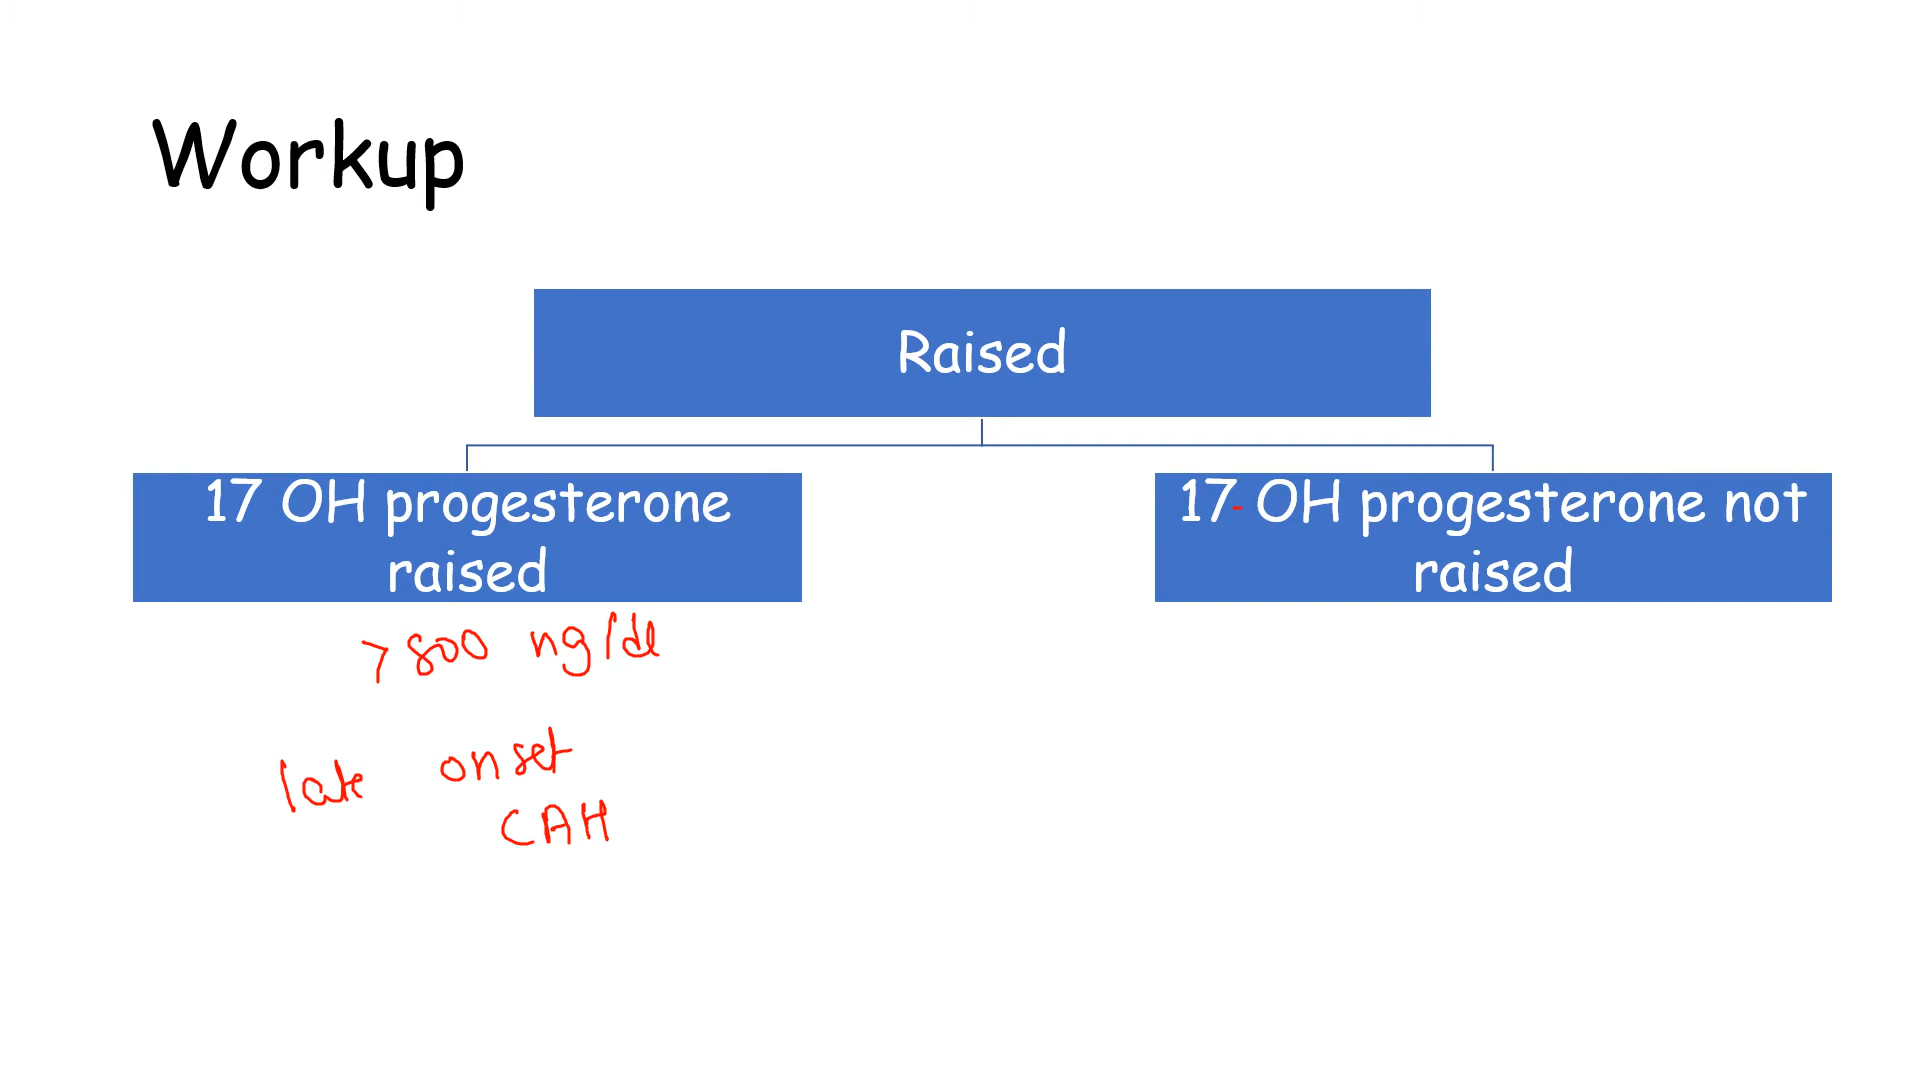 Workup
Raised
17 OH progesterone
raised
17- OH progesterone not
raised
>800 ng/dl
late onset
CAH